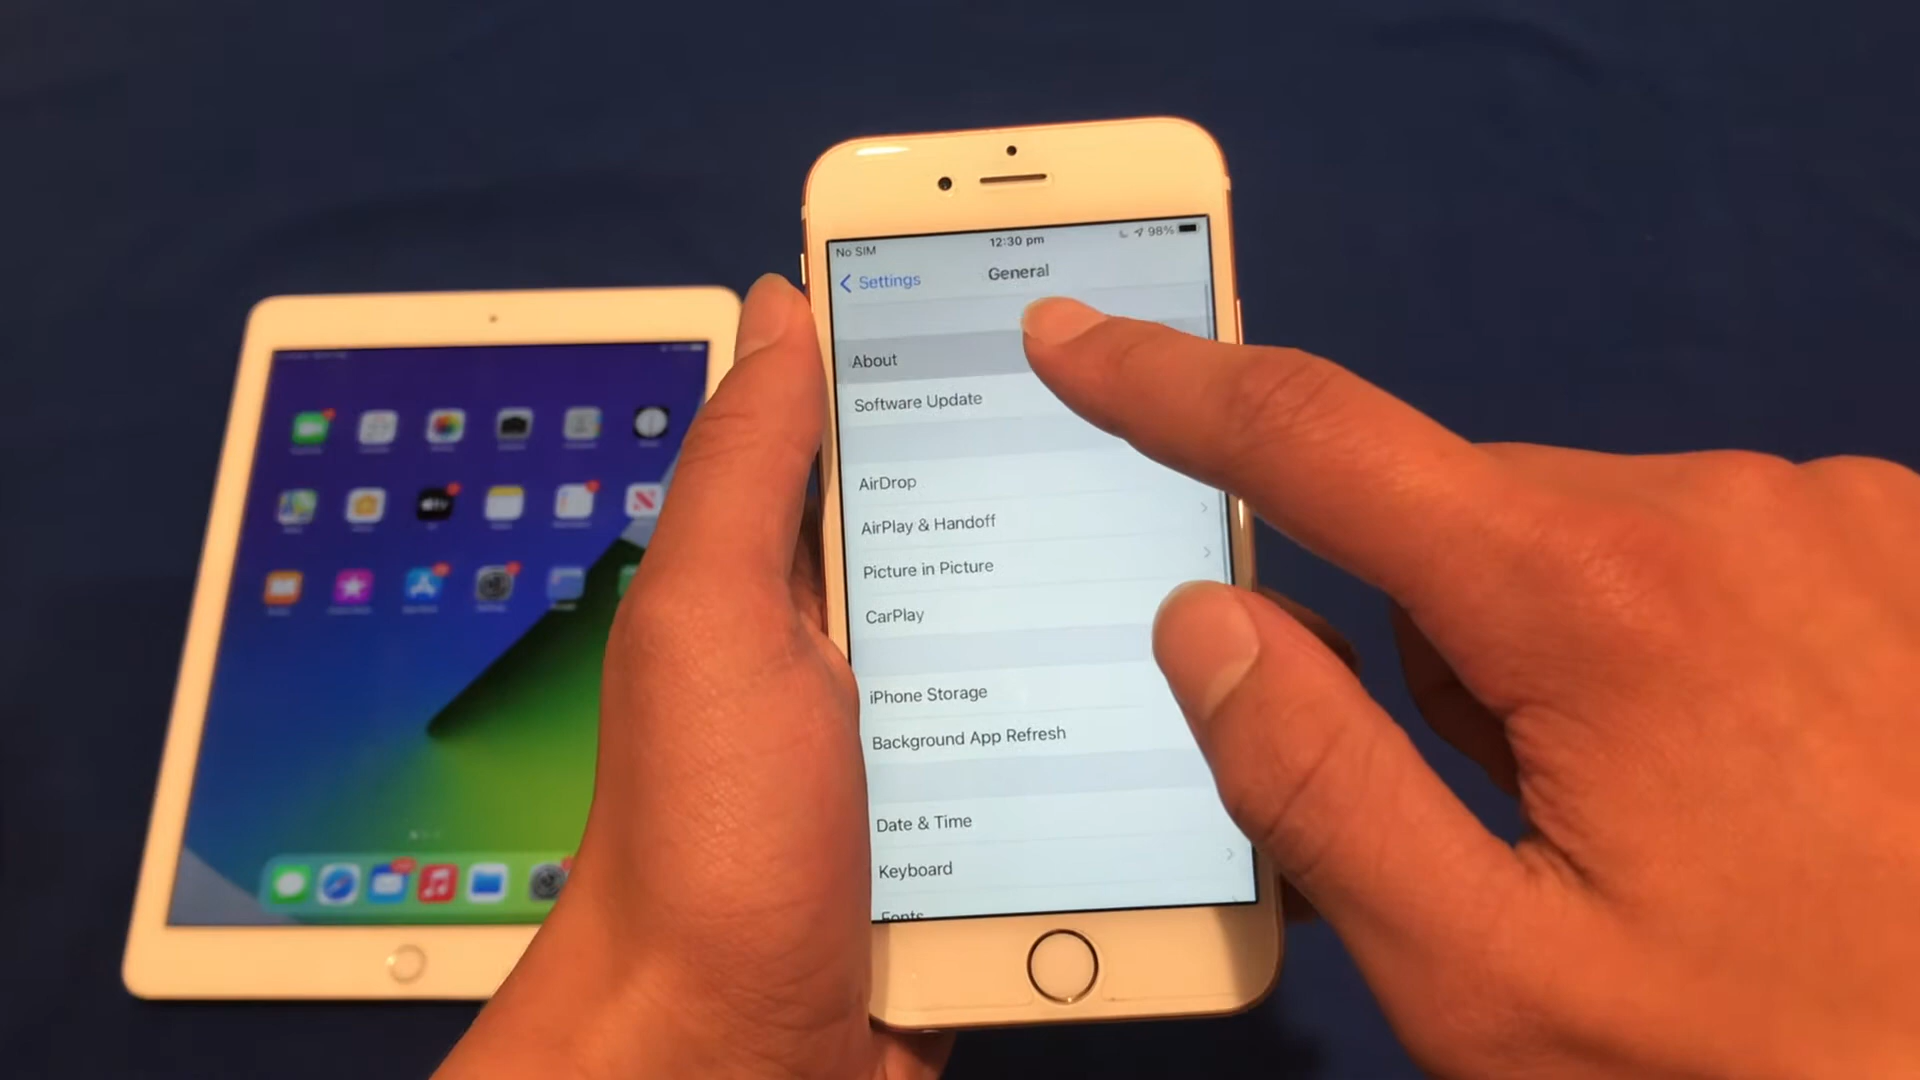 No SIM
12:30 pm
98%
Settings
General
About
Software Update
AirDrop
AirPlay & Handoff
Picture in Picture
CarPlay
iPhone Storage
Background App Refresh
Date & Time
Keyboard
Fonts